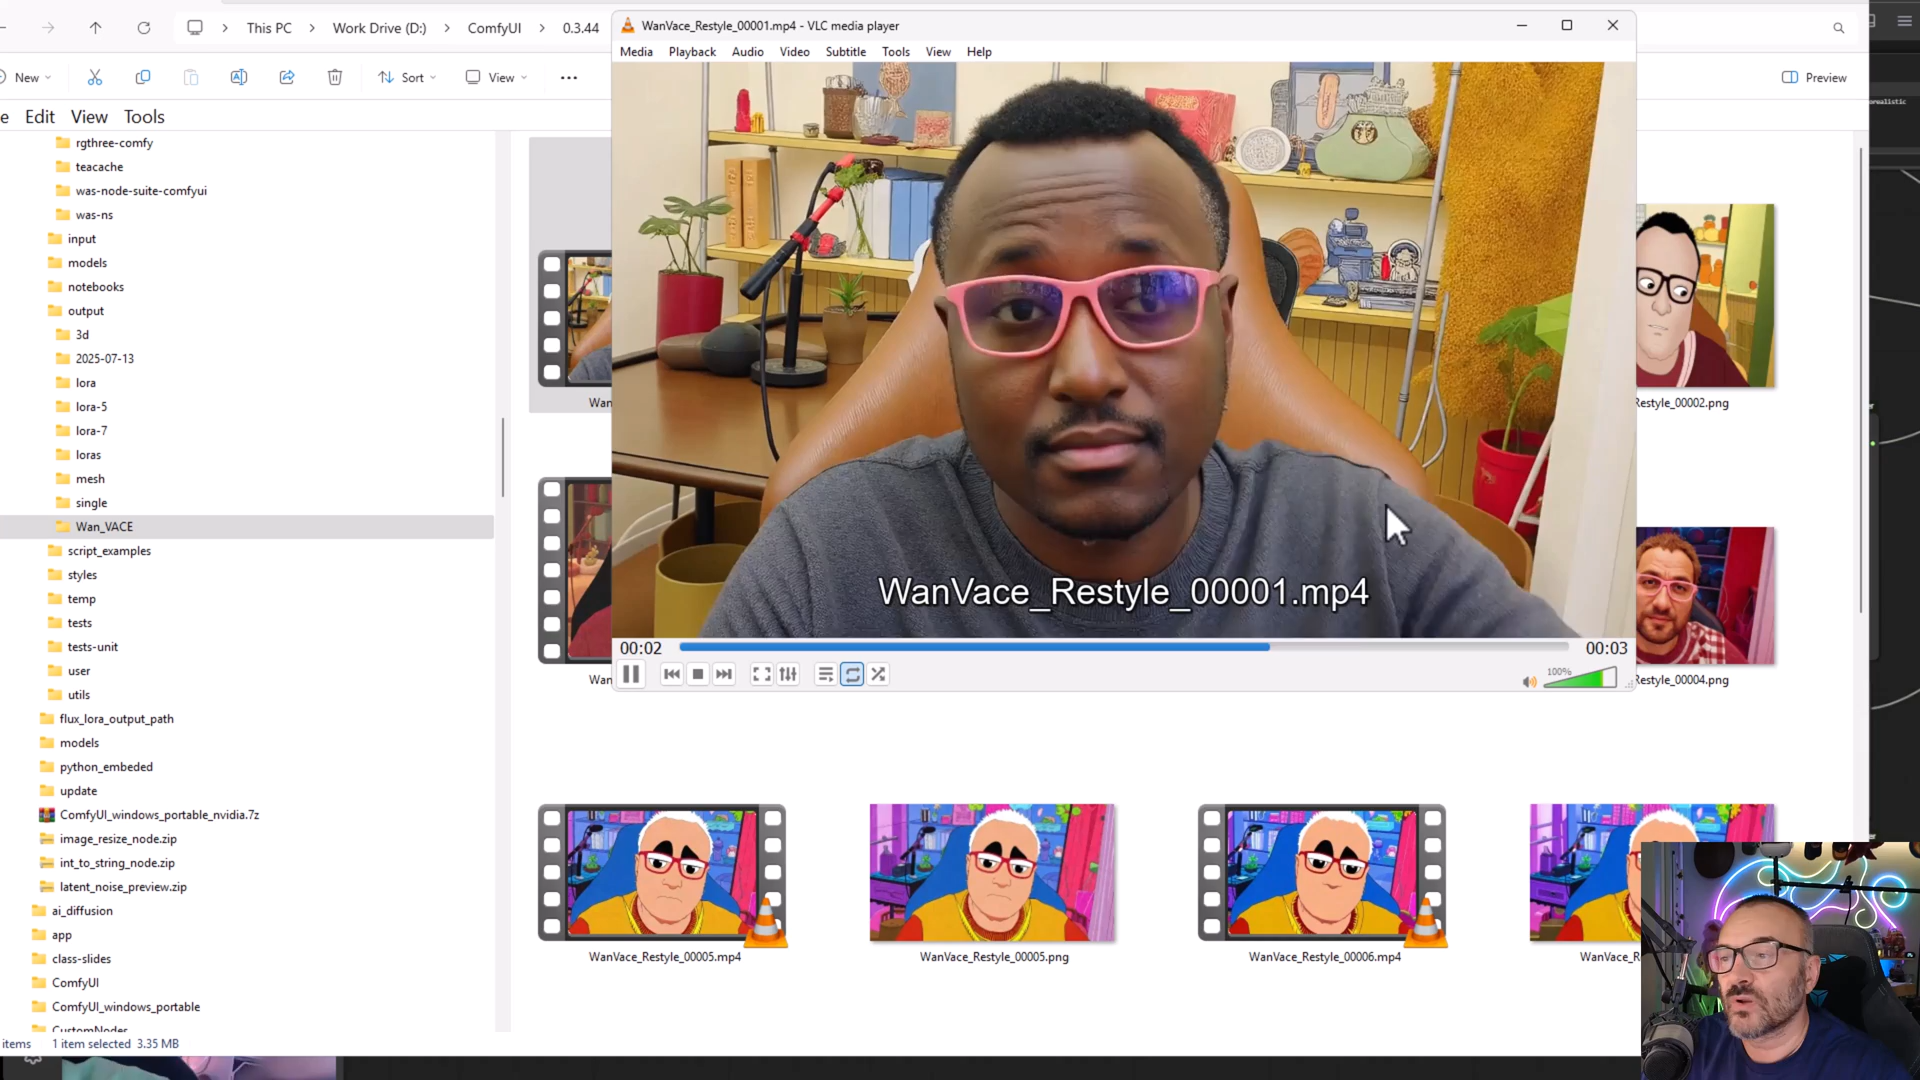 This PC
Work Drive (D:)
ComfyUI
0.3.44
WanVace_Restyle_00001.mp4 - VLC media player
Media
Playback
Audio
Video
Subtitle
Tools
View
Help
New
Sort
View
Preview
Edit
View
Tools
rgthree-comfy
teacache
was-node-suite-comfyui
was-ns
input
models
notebooks
output
3d
2025-07-13
lora
lora-5
lora-7
loras
mesh
single
Wan_VACE
script_examples
styles
temp
tests
tests-unit
user
utils
flux_lora_output_path
models
python_embeded
update
ComfyUI_windows_portable_nvidia.7z
image_resize_node.zip
int_to_string_node.zip
latent_noise_preview.zip
ai_diffusion
app
class-slides
ComfyUI
ComfyUI_windows_portable
CustomNodes
items
1 item selected 3.35 MB
WanVace_Restyle_00001.mp4
00:02
00:03
100%
Wan
Restyle_00002.png
Wan
Restyle_00004.png
WanVace_Restyle_00005.mp4
WanVace_Restyle_00005.png
WanVace_Restyle_00006.mp4
WanVace_R